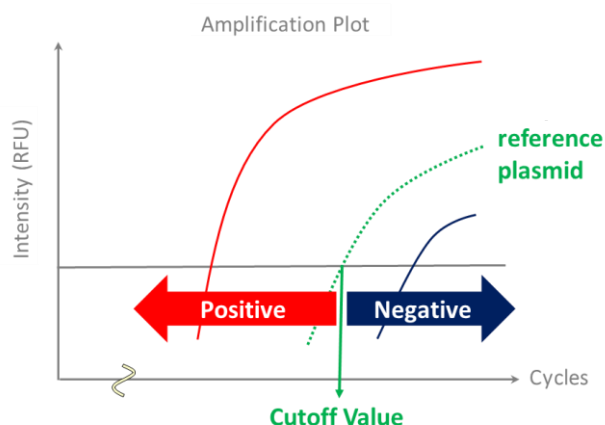 Amplification Plot
Intensity (RFU)
reference
plasmid
Positive
Negative
Cycles
Cutoff Value